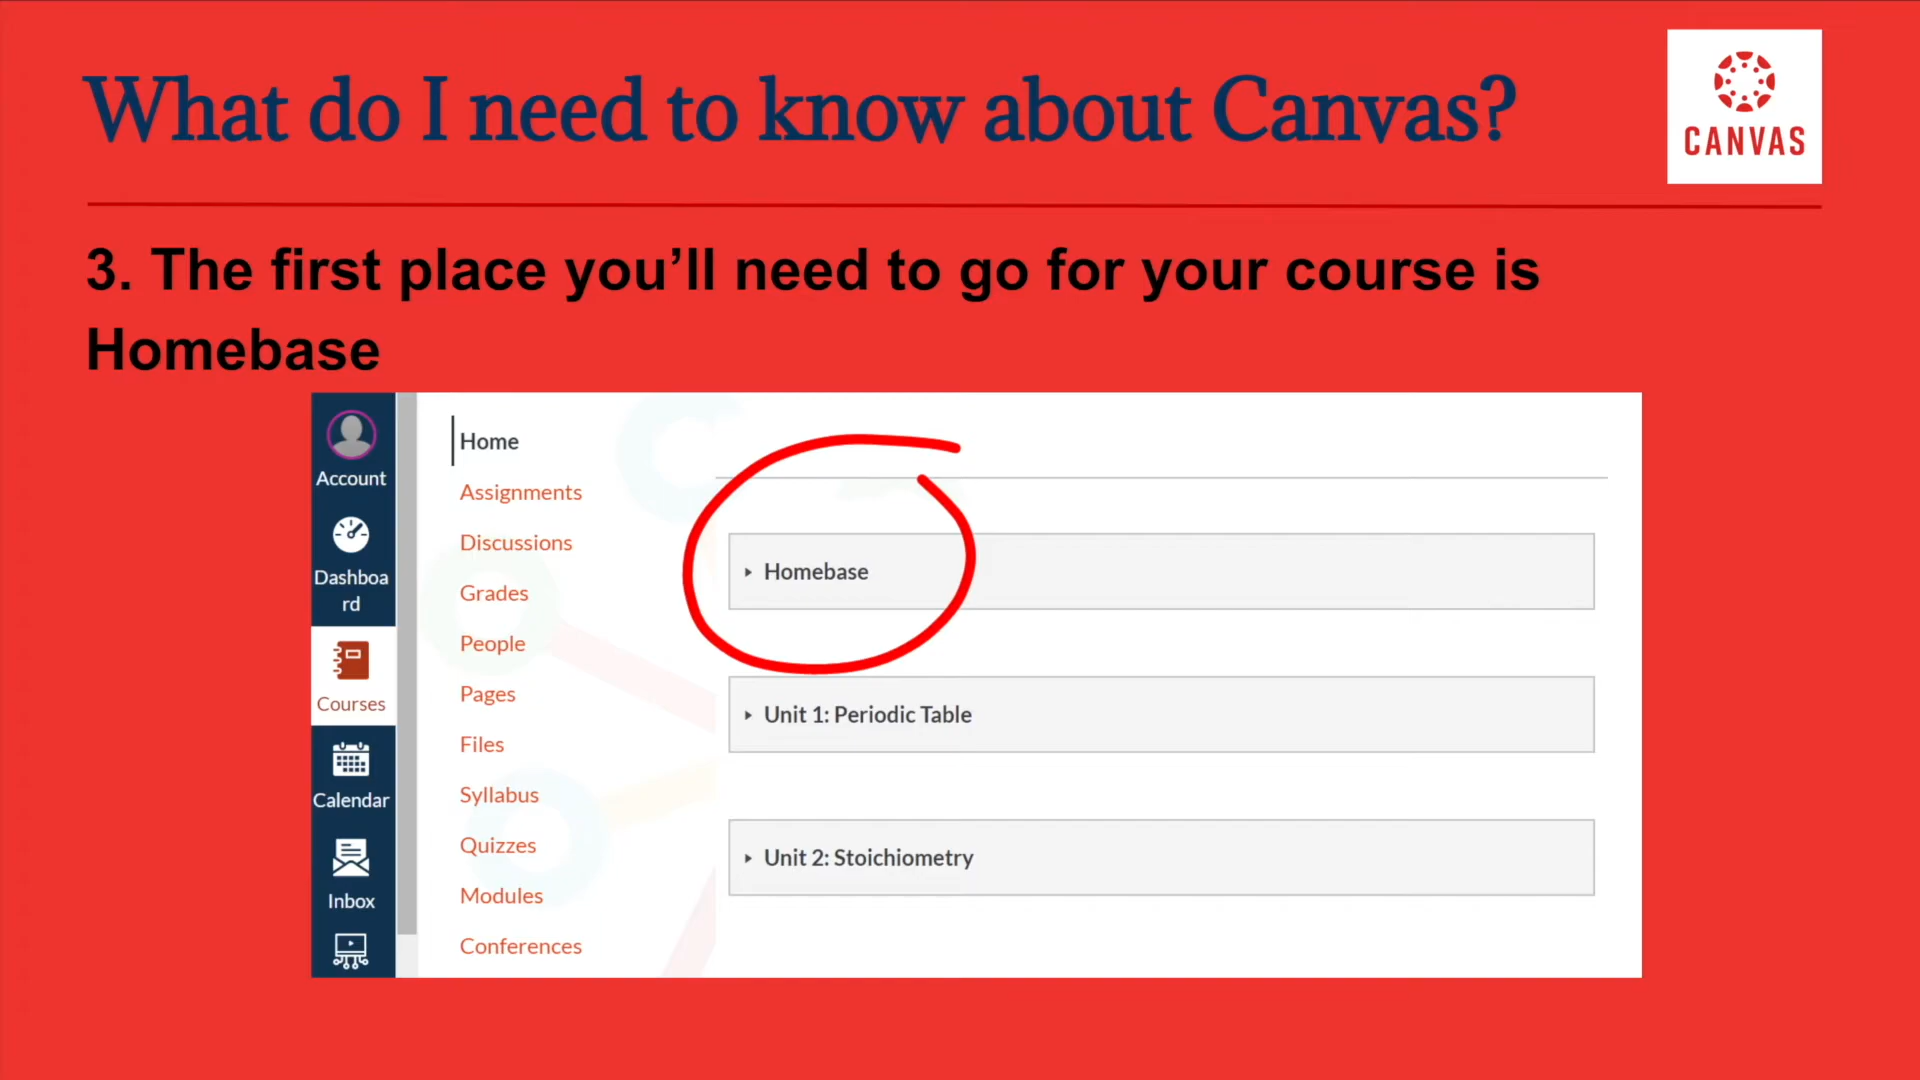 What do I need to know about Canvas?
CANVAS
3. The first place you’ll need to go for your course is
Homebase
Account
Dashboa
rd
Courses
Calendar
Inbox
Home
Assignments
Discussions
Grades
People
Pages
Files
Syllabus
Quizzes
Modules
Conferences
Homebase
Unit 1: Periodic Table
Unit 2: Stoichiometry